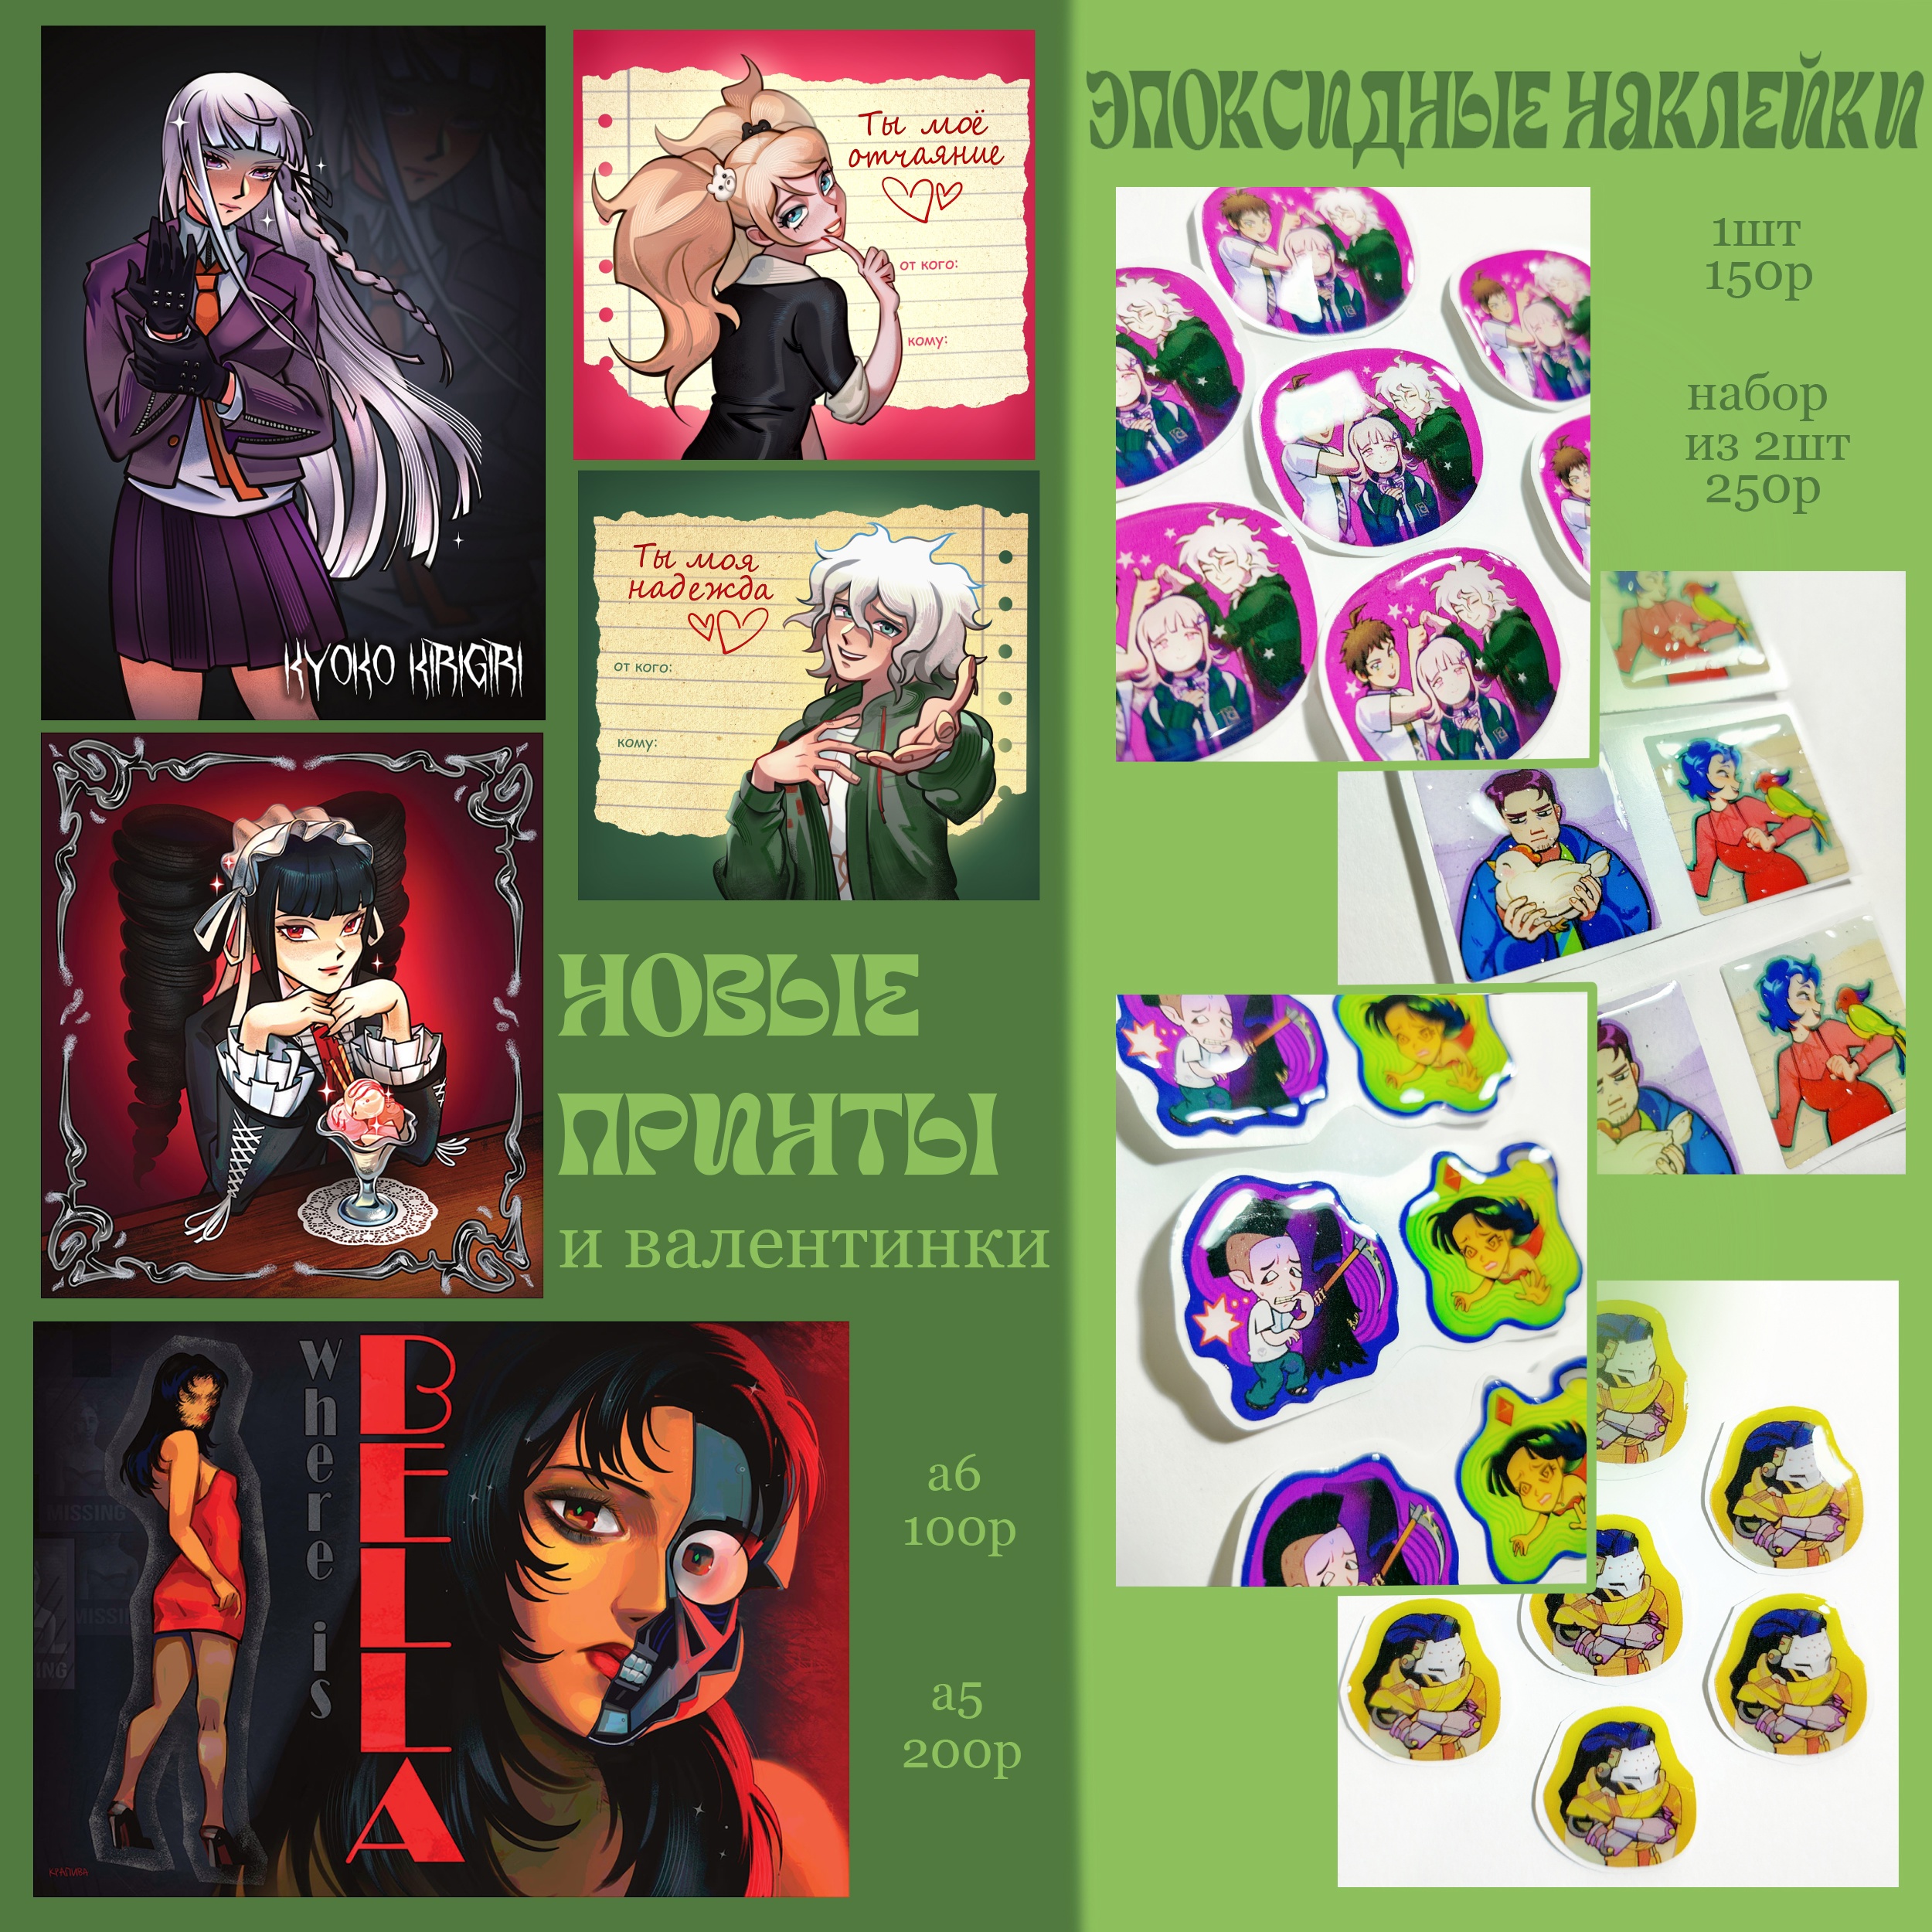 KYOKO KIRIGIRI
Ты моё
отчаяние
от кого:
кому:
Ты моя
надежда
от кого:
кому:
НОВЫЕ
ПРИНТЫ
и валентинки
where is
BELLA
MISSING
а6
100р
а5
200р
ЭПОКСИДНЫЕ НАКЛЕЙКИ
1шт
150р
набор
из 2шт
250р